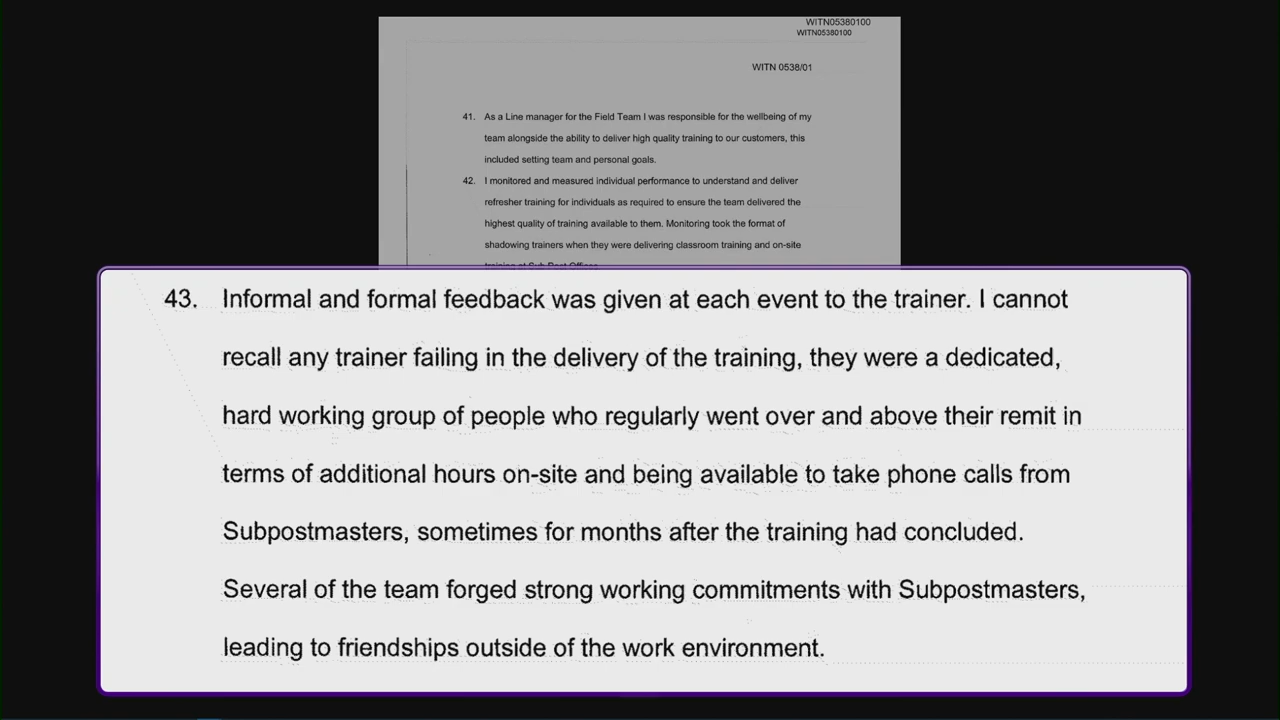 WITN05380100
WITN05380100
WITN 0538/01
41. As a Line manager for the Field Team I was responsible for the wellbeing of my
team alongside the ability to deliver high quality training to our customers, this
included setting team and personal goals.
42. I monitored and measured individual performance to understand and deliver
refresher training for individuals as required to ensure the team delivered the
highest quality of training available to them. Monitoring took the format of
shadowing trainers when they were delivering classroom training and on-site
training at Sub Post Offices
43. Informal and formal feedback was given at each event to the trainer. I cannot
recall any trainer failing in the delivery of the training, they were a dedicated,
hard working group of people who regularly went over and above their remit in
terms of additional hours on-site and being available to take phone calls from
Subpostmasters, sometimes for months after the training had concluded.
Several of the team forged strong working commitments with Subpostmasters,
leading to friendships outside of the work environment.